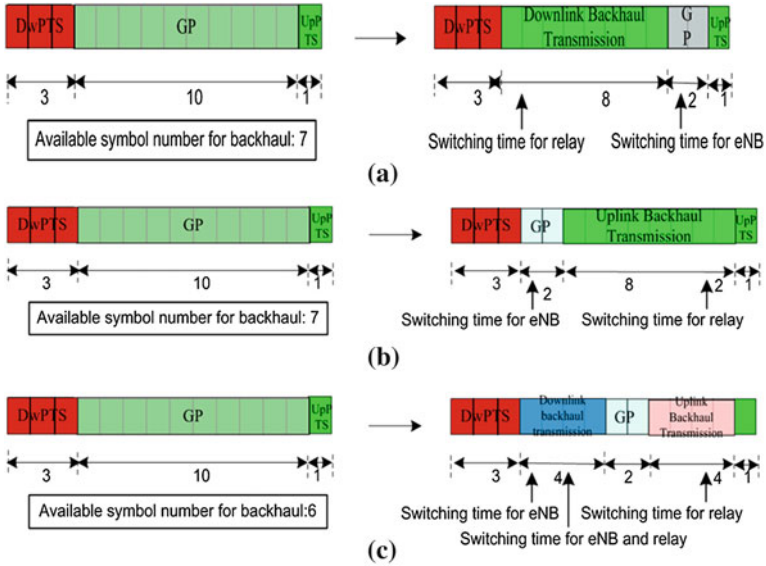 DwPTS GP UpP TS
3 10 1
Available symbol number for backhaul: 7
DwPTS Downlink Backhaul Transmission G P UpP TS
3 8 2 1
Switching time for relay Switching time for eNB
(a)
DwPTS GP UpP TS
3 10 1
Available symbol number for backhaul: 7
DwPTS GP Uplink Backhaul Transmission UpP TS
3 2 8 2 1
Switching time for eNB Switching time for relay
(b)
DwPTS GP UpP TS
3 10 1
Available symbol number for backhaul:6
DwPTS Downlink backhaul transmission GP Uplink Backhaul Transmission
3 4 2 4 1
Switching time for eNB Switching time for relay
Switching time for eNB and relay
(c)